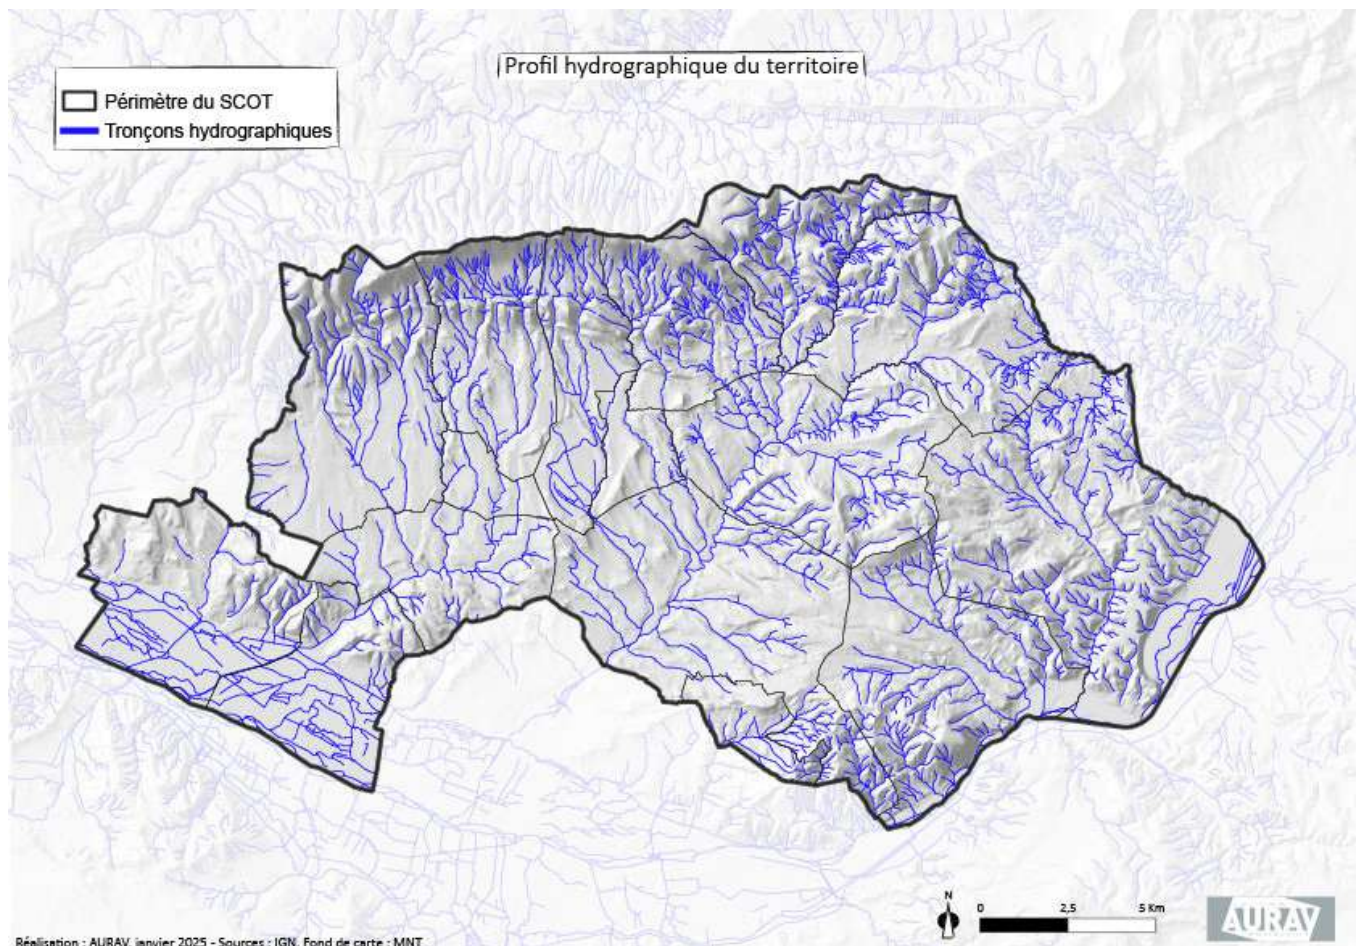 Profil hydrographique du territoire
Périmètre du SCOT
Tronçons hydrographiques
N
0 2,5 5 Km
AURAV
Réalisation : AURAV, janvier 2025 - Sources : IGN, Fond de carte : MNT